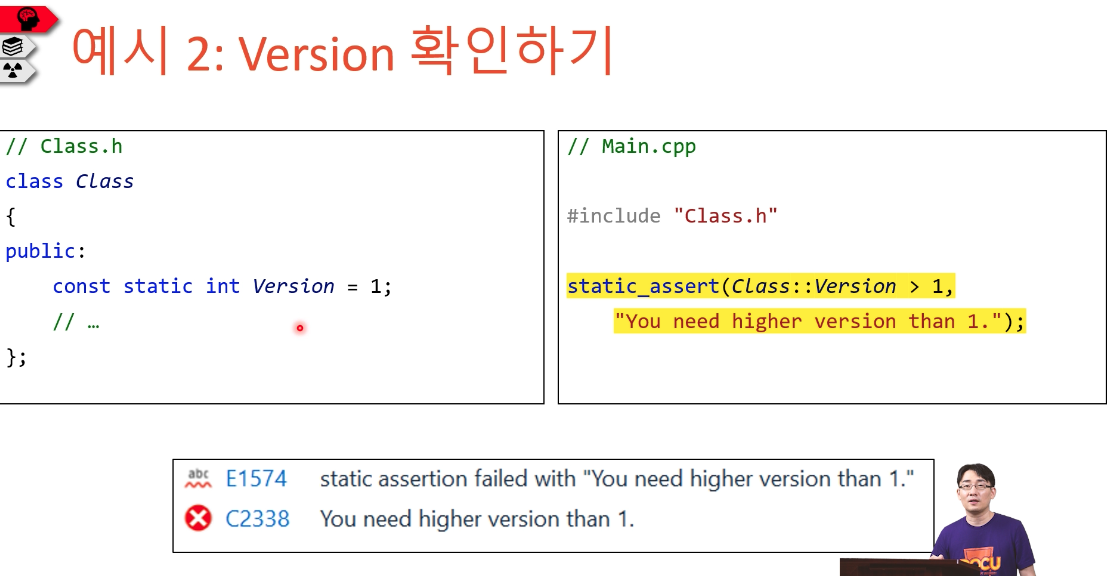 예시 2: Version 확인하기
// Class.h
class Class
{
public:
const static int Version = 1;
// …
};
// Main.cpp
#include "Class.h"
static_assert(Class::Version > 1,
"You need higher version than 1.");
abc E1574 static assertion failed with "You need higher version than 1."
C2338 You need higher version than 1.